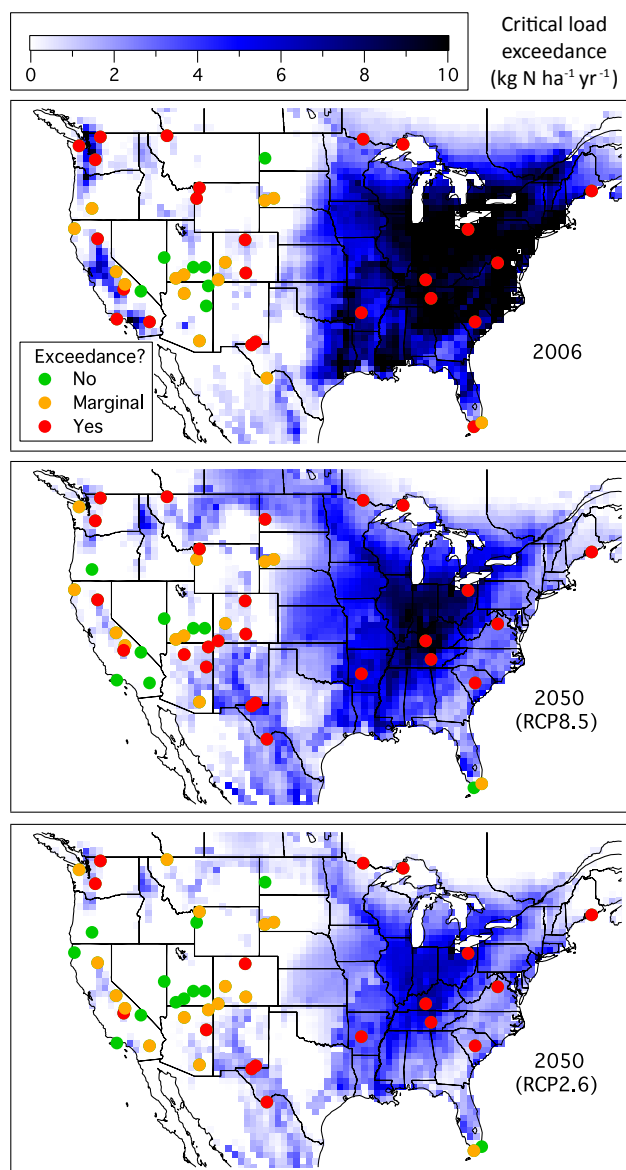 Critical load
exceedance
(kg N ha⁻¹ yr⁻¹)
0 2 4 6 8 10
2006
Exceedance?
No
Marginal
Yes
2050
(RCP8.5)
2050
(RCP2.6)